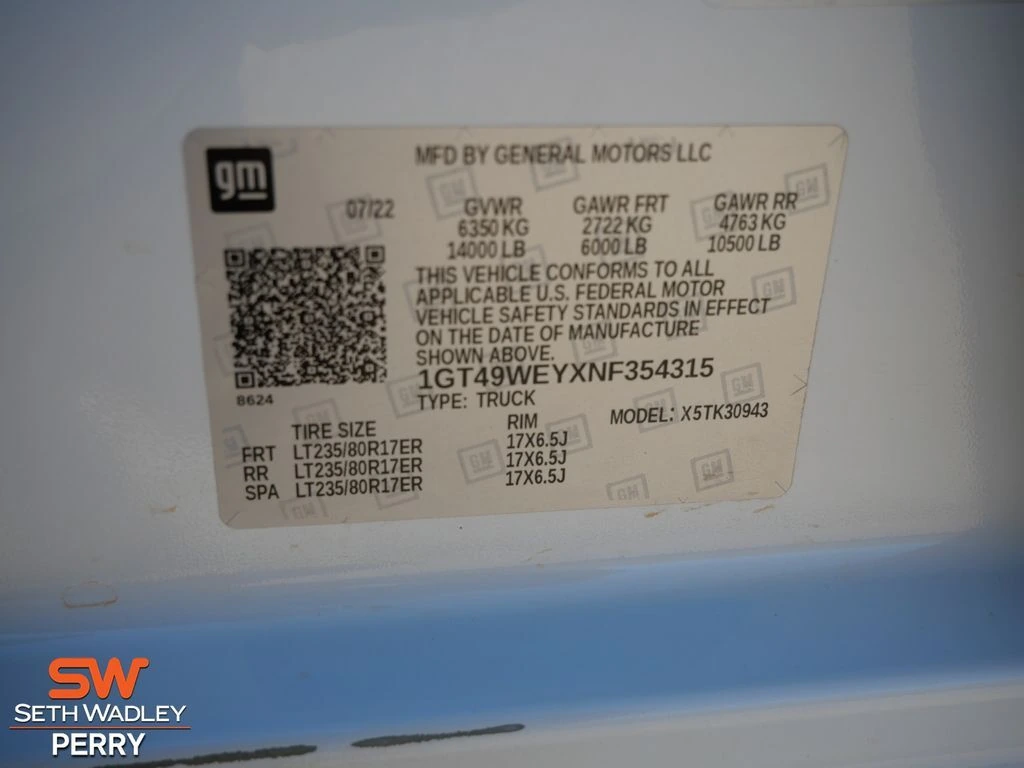 gm
MFD BY GENERAL MOTORS LLC
07/22 GVWR GAWR FRT GAWR RR
6350 KG 2722 KG 4763 KG
14000 LB 6000 LB 10500 LB
THIS VEHICLE CONFORMS TO ALL
APPLICABLE U.S. FEDERAL MOTOR
VEHICLE SAFETY STANDARDS IN EFFECT
ON THE DATE OF MANUFACTURE
SHOWN ABOVE.
8624
1GT49WEYXNF354315
TYPE: TRUCK MODEL: X5TK30943
TIRE SIZE RIM
FRT LT235/80R17ER 17X6.5J
RR LT235/80R17ER 17X6.5J
SPA LT235/80R17ER 17X6.5J
SW
SETH WADLEY
PERRY